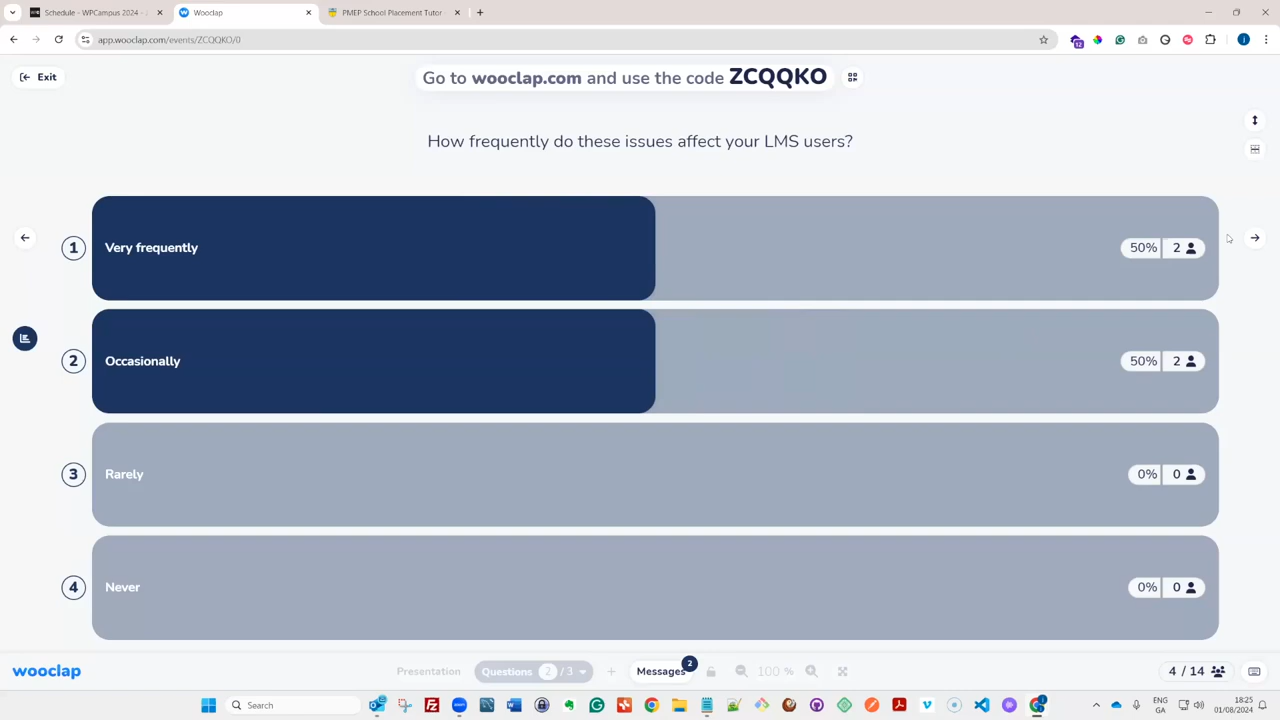 Schedule - WPCampus 2024 -
Wooclap
PMEP School Placement Tutor
app.wooclap.com/events/ZCQQKO/0
12
i
Exit
Go to wooclap.com and use the code ZCQQKO
How frequently do these issues affect your LMS users?
1 Very frequently 50% 2
2 Occasionally 50% 2
3 Rarely 0% 0
4 Never 0% 0
wooclap
Presentation
Questions 2 / 3
+
Messages 2
100 %
4 / 14
Search
ENG
GA
18:25
01/08/2024